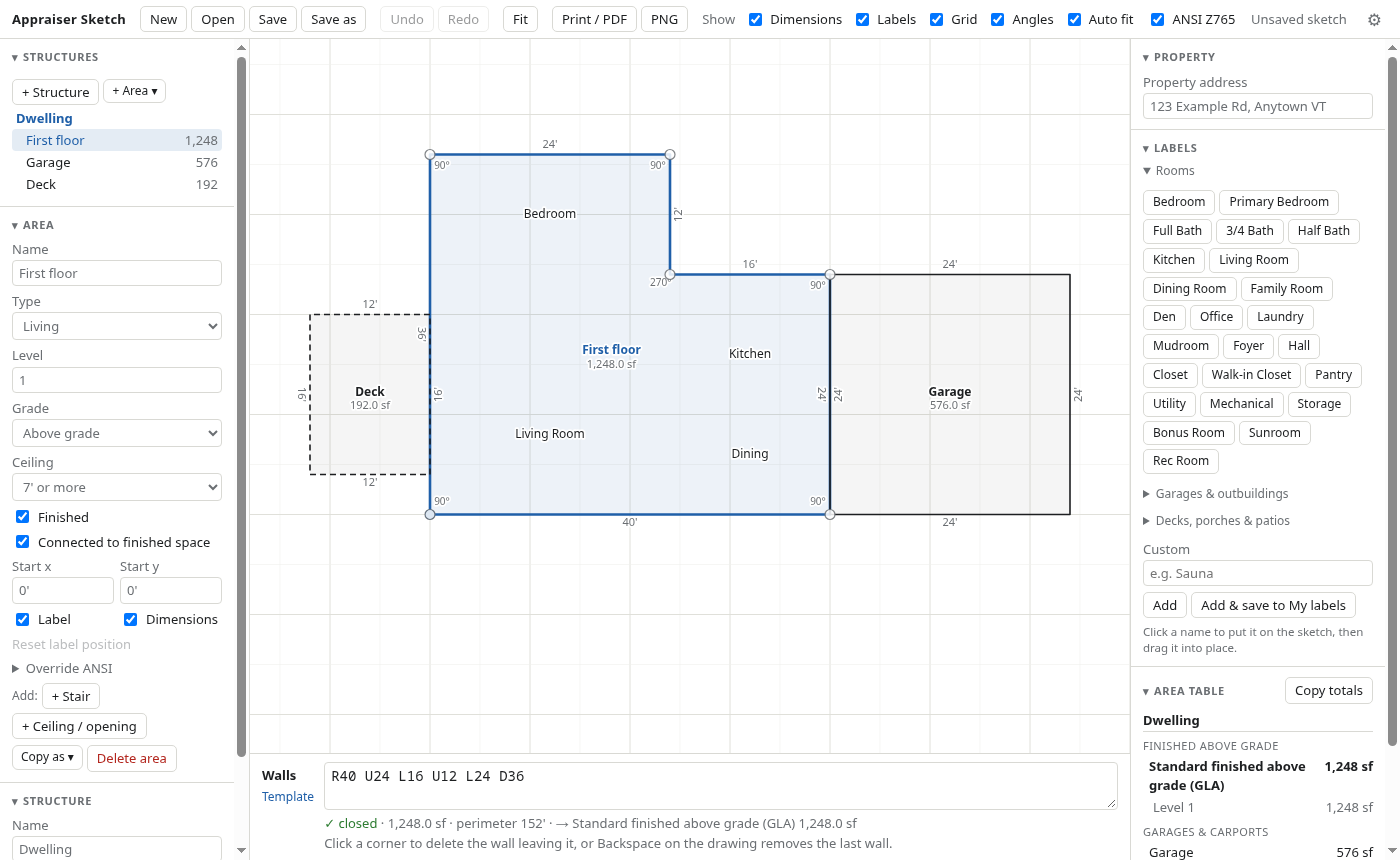 Appraiser Sketch New Open Save Save as Undo Redo Fit Print / PDF PNG Show Dimensions Labels Grid Angles Auto fit ANSI Z765 Unsaved sketch
STRUCTURES
+ Structure + Area ▾
Dwelling
First floor 1,248
Garage 576
Deck 192
AREA
Name
First floor
Type
Living
Level
1
Grade
Above grade
Ceiling
7' or more
Finished
Connected to finished space
Start x Start y
0' 0'
Label Dimensions
Reset label position
Override ANSI
Add: + Stair
+ Ceiling / opening
Copy as ▾ Delete area
STRUCTURE
Name
Dwelling
24'
90° 90°
Bedroom
12'
16' 24'
270° 90°
12'
36'
First floor
1,248.0 sf
Kitchen
16' Deck 16' 24' 24' Garage 24'
192.0 sf 576.0 sf
Living Room
Dining
12'
90° 90°
40' 24'
Walls R40 U24 L16 U12 L24 D36
Template
✓ closed · 1,248.0 sf · perimeter 152' · → Standard finished above grade (GLA) 1,248.0 sf
Click a corner to delete the wall leaving it, or Backspace on the drawing removes the last wall.
PROPERTY
Property address
123 Example Rd, Anytown VT
LABELS
Rooms
Bedroom Primary Bedroom
Full Bath 3/4 Bath Half Bath
Kitchen Living Room
Dining Room Family Room
Den Office Laundry
Mudroom Foyer Hall
Closet Walk-in Closet Pantry
Utility Mechanical Storage
Bonus Room Sunroom
Rec Room
Garages & outbuildings
Decks, porches & patios
Custom
e.g. Sauna
Add Add & save to My labels
Click a name to put it on the sketch, then
drag it into place.
AREA TABLE Copy totals
Dwelling
FINISHED ABOVE GRADE
Standard finished above 1,248 sf
grade (GLA)
Level 1 1,248 sf
GARAGES & CARPORTS
Garage 576 sf